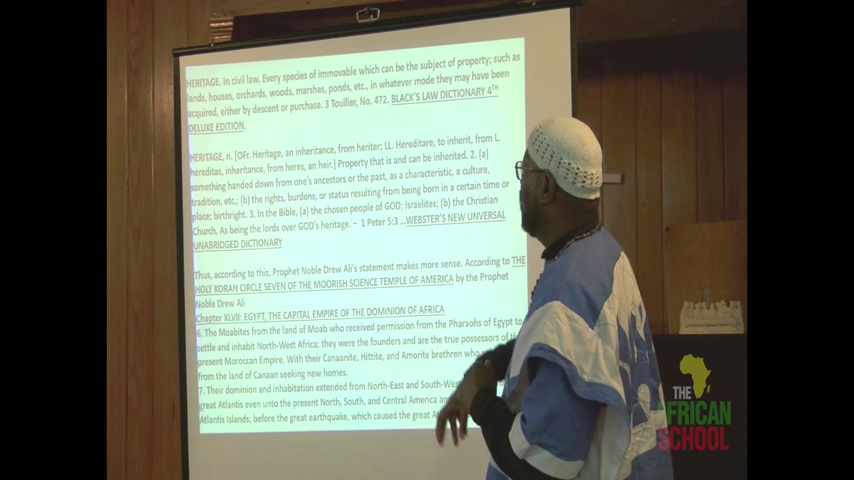 HERITAGE. In civil law. Every species of immovable which can be the subject of property; such as
lands, houses, orchards, woods, marshes, ponds, etc., in whatever mode they may have been
acquired, either by descent or purchase. 3 Toullier, No. 472. BLACK'S LAW DICTIONARY 4TH
DELUXE EDITION.
HERITAGE, n. [OFr. Heritage, an inheritance, from heriter; LL. Hereditare, to inherit, from L.
hereditas, inheritance, from heres, an heir.] Property that is and can be inherited. 2. (a)
something handed down from one's ancestors or the past, as a characteristic, a culture,
tradition, etc,; (b) the rights, burdens, or status resulting from being born in a certain time or
place; birthright. 3. In the Bible, (a) the chosen people of GOD; Israelites; (b) the Christian
Church. As being the lords over GOD's heritage. – 1 Peter 5:3 ...WEBSTER'S NEW UNVERSAL
UNABRIDGED DICTIONARY
Thus, according to this, Prophet Noble Drew Ali's statement makes more sense. According to THE
HOLY KORAN CIRCLE SEVEN OF THE MOORISH SCIENCE TEMPLE OF AMERICA by the Prophet
Noble Drew Ali
Chapter XLVII: EGYPT, THE CAPITAL EMPIRE OF THE DOMINION OF AFRICA
6. The Moabites from the land of Moab who received permission from the Pharaohs of Egypt to
settle and inhabit North-West Africa; they were the founders and are the true possessors of the
present Moroccan Empire. With their Canaanite, Hittite, and Amorite brethren who
from the land of Canaan seeking new homes.
7. Their dominion and inhabitation extended from North-East and South-West
great Atlantis even unto the present North, South, and Central America
Atlantis Islands; before the great earthquake, which caused the great
THE
AFRICAN
SCHOOL